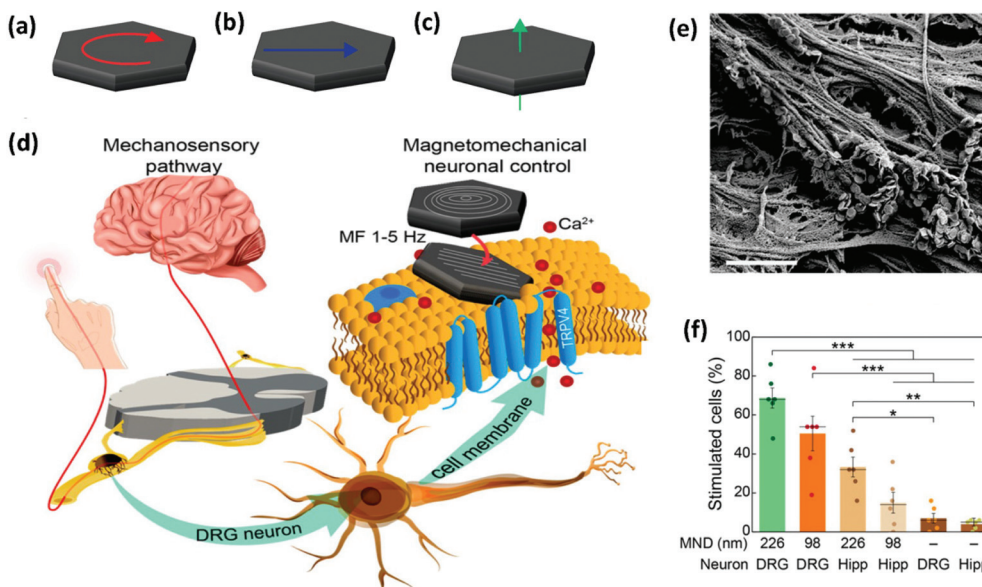 (a)
(b)
(c)
(d)
Mechanosensory
pathway
Magnetomechanical
neuronal control
MF 1-5 Hz
Ca²⁺
TRPV4
cell membrane
DRG neuron
(e)
(f)
Stimulated cells (%)
100
80
60
40
20
0
***
***
**
*
MND (nm) 226 98 226 98 – –
Neuron DRG DRG Hipp Hipp DRG Hipp